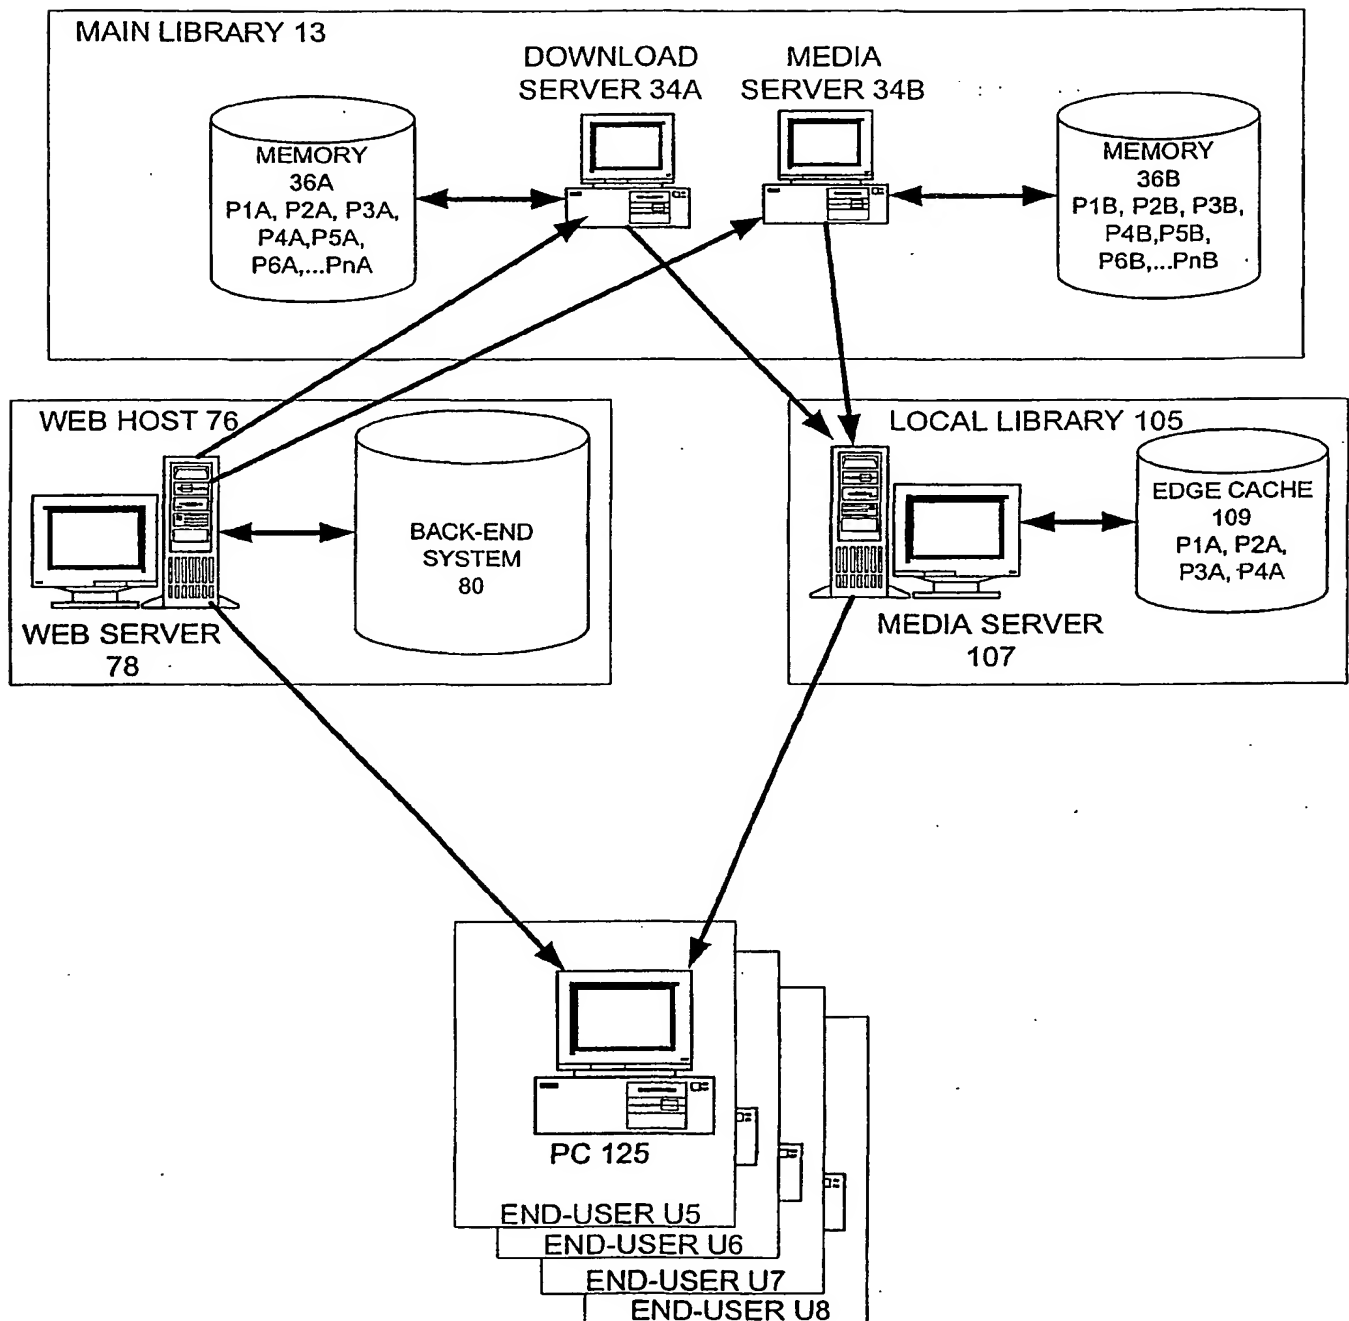 MAIN LIBRARY 13
DOWNLOAD
SERVER 34A
MEDIA
SERVER 34B
MEMORY
36A
P1A, P2A, P3A,
P4A,P5A,
P6A,...PnA
MEMORY
36B
P1B, P2B, P3B,
P4B,P5B,
P6B,...PnB
WEB HOST 76
BACK-END
SYSTEM
80
WEB SERVER
78
LOCAL LIBRARY 105
EDGE CACHE
109
P1A, P2A,
P3A, P4A
MEDIA SERVER
107
PC 125
END-USER U5
END-USER U6
END-USER U7
END-USER U8